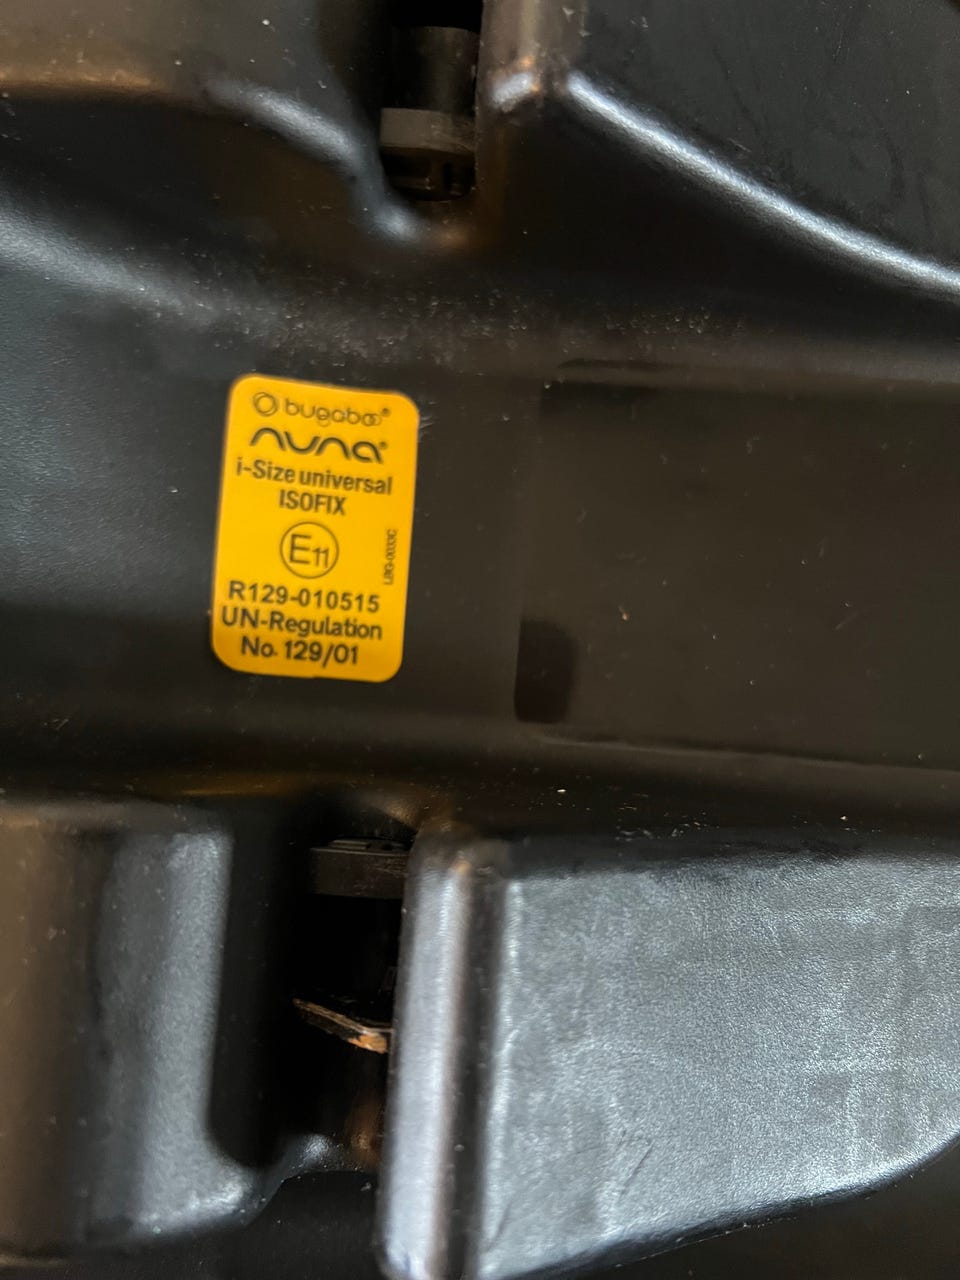 bugaboo®
nuna®
i-Size universal
ISOFIX
E11
R129-010515
UN-Regulation
No. 129/01